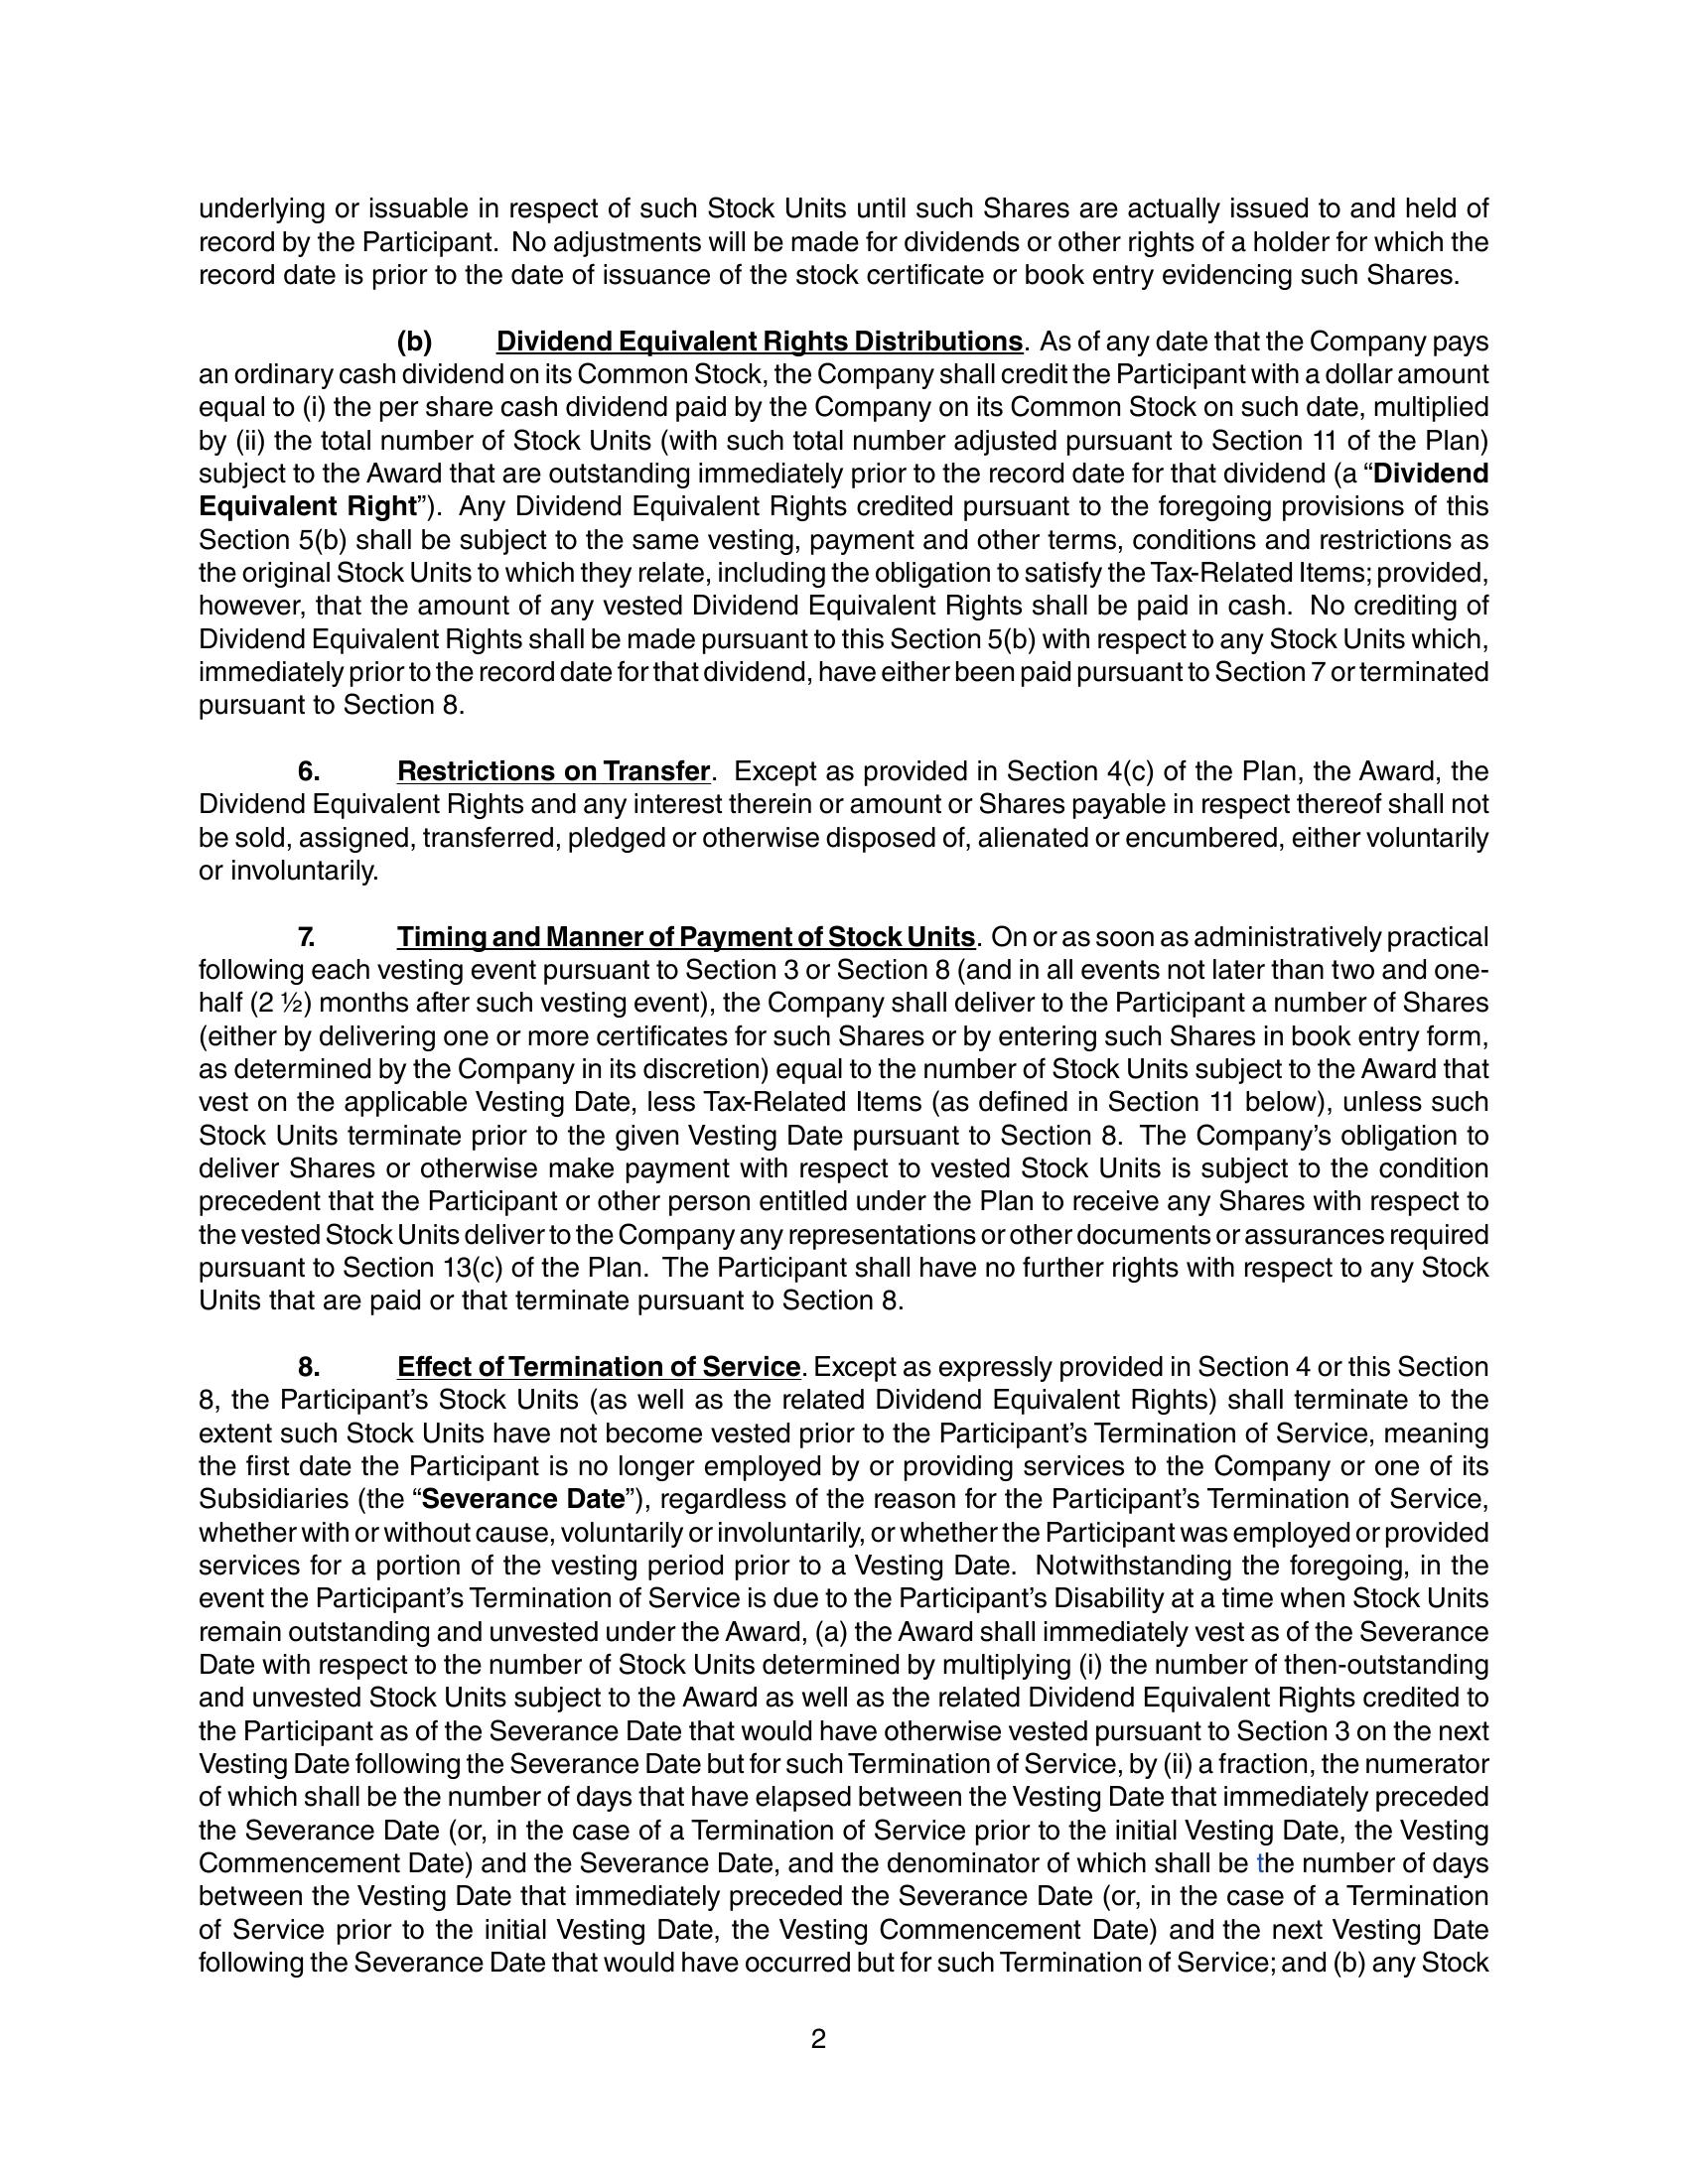 underlying or issuable in respect of such Stock Units until such Shares are actually issued to and held of
record by the Participant. No adjustments will be made for dividends or other rights of a holder for which the
record date is prior to the date of issuance of the stock certificate or book entry evidencing such Shares.
(b) Dividend Equivalent Rights Distributions. As of any date that the Company pays
an ordinary cash dividend on its Common Stock, the Company shall credit the Participant with a dollar amount
equal to (i) the per share cash dividend paid by the Company on its Common Stock on such date, multiplied
by (ii) the total number of Stock Units (with such total number adjusted pursuant to Section 11 of the Plan)
subject to the Award that are outstanding immediately prior to the record date for that dividend (a “Dividend
Equivalent Right”). Any Dividend Equivalent Rights credited pursuant to the foregoing provisions of this
Section 5(b) shall be subject to the same vesting, payment and other terms, conditions and restrictions as
the original Stock Units to which they relate, including the obligation to satisfy the Tax-Related Items; provided,
however, that the amount of any vested Dividend Equivalent Rights shall be paid in cash. No crediting of
Dividend Equivalent Rights shall be made pursuant to this Section 5(b) with respect to any Stock Units which,
immediately prior to the record date for that dividend, have either been paid pursuant to Section 7 or terminated
pursuant to Section 8.
6. Restrictions on Transfer. Except as provided in Section 4(c) of the Plan, the Award, the
Dividend Equivalent Rights and any interest therein or amount or Shares payable in respect thereof shall not
be sold, assigned, transferred, pledged or otherwise disposed of, alienated or encumbered, either voluntarily
or involuntarily.
7. Timing and Manner of Payment of Stock Units. On or as soon as administratively practical
following each vesting event pursuant to Section 3 or Section 8 (and in all events not later than two and one-
half (2 ½) months after such vesting event), the Company shall deliver to the Participant a number of Shares
(either by delivering one or more certificates for such Shares or by entering such Shares in book entry form,
as determined by the Company in its discretion) equal to the number of Stock Units subject to the Award that
vest on the applicable Vesting Date, less Tax-Related Items (as defined in Section 11 below), unless such
Stock Units terminate prior to the given Vesting Date pursuant to Section 8. The Company’s obligation to
deliver Shares or otherwise make payment with respect to vested Stock Units is subject to the condition
precedent that the Participant or other person entitled under the Plan to receive any Shares with respect to
the vested Stock Units deliver to the Company any representations or other documents or assurances required
pursuant to Section 13(c) of the Plan. The Participant shall have no further rights with respect to any Stock
Units that are paid or that terminate pursuant to Section 8.
8. Effect of Termination of Service. Except as expressly provided in Section 4 or this Section
8, the Participant’s Stock Units (as well as the related Dividend Equivalent Rights) shall terminate to the
extent such Stock Units have not become vested prior to the Participant’s Termination of Service, meaning
the first date the Participant is no longer employed by or providing services to the Company or one of its
Subsidiaries (the “Severance Date”), regardless of the reason for the Participant’s Termination of Service,
whether with or without cause, voluntarily or involuntarily, or whether the Participant was employed or provided
services for a portion of the vesting period prior to a Vesting Date. Notwithstanding the foregoing, in the
event the Participant’s Termination of Service is due to the Participant’s Disability at a time when Stock Units
remain outstanding and unvested under the Award, (a) the Award shall immediately vest as of the Severance
Date with respect to the number of Stock Units determined by multiplying (i) the number of then-outstanding
and unvested Stock Units subject to the Award as well as the related Dividend Equivalent Rights credited to
the Participant as of the Severance Date that would have otherwise vested pursuant to Section 3 on the next
Vesting Date following the Severance Date but for such Termination of Service, by (ii) a fraction, the numerator
of which shall be the number of days that have elapsed between the Vesting Date that immediately preceded
the Severance Date (or, in the case of a Termination of Service prior to the initial Vesting Date, the Vesting
Commencement Date) and the Severance Date, and the denominator of which shall be the number of days
between the Vesting Date that immediately preceded the Severance Date (or, in the case of a Termination
of Service prior to the initial Vesting Date, the Vesting Commencement Date) and the next Vesting Date
following the Severance Date that would have occurred but for such Termination of Service; and (b) any Stock
2